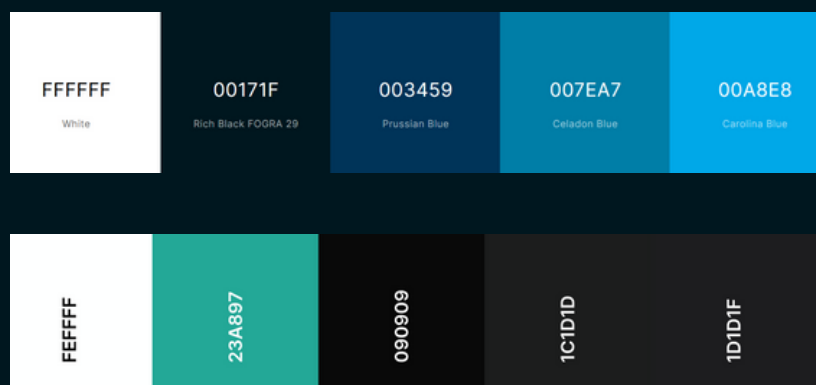 FFFFFF
White
00171F
Rich Black FOGRA 29
003459
Prussian Blue
007EA7
Celadon Blue
00A8E8
Carolina Blue
FEFFFF
23A897
090909
1C1D1D
1D1D1F